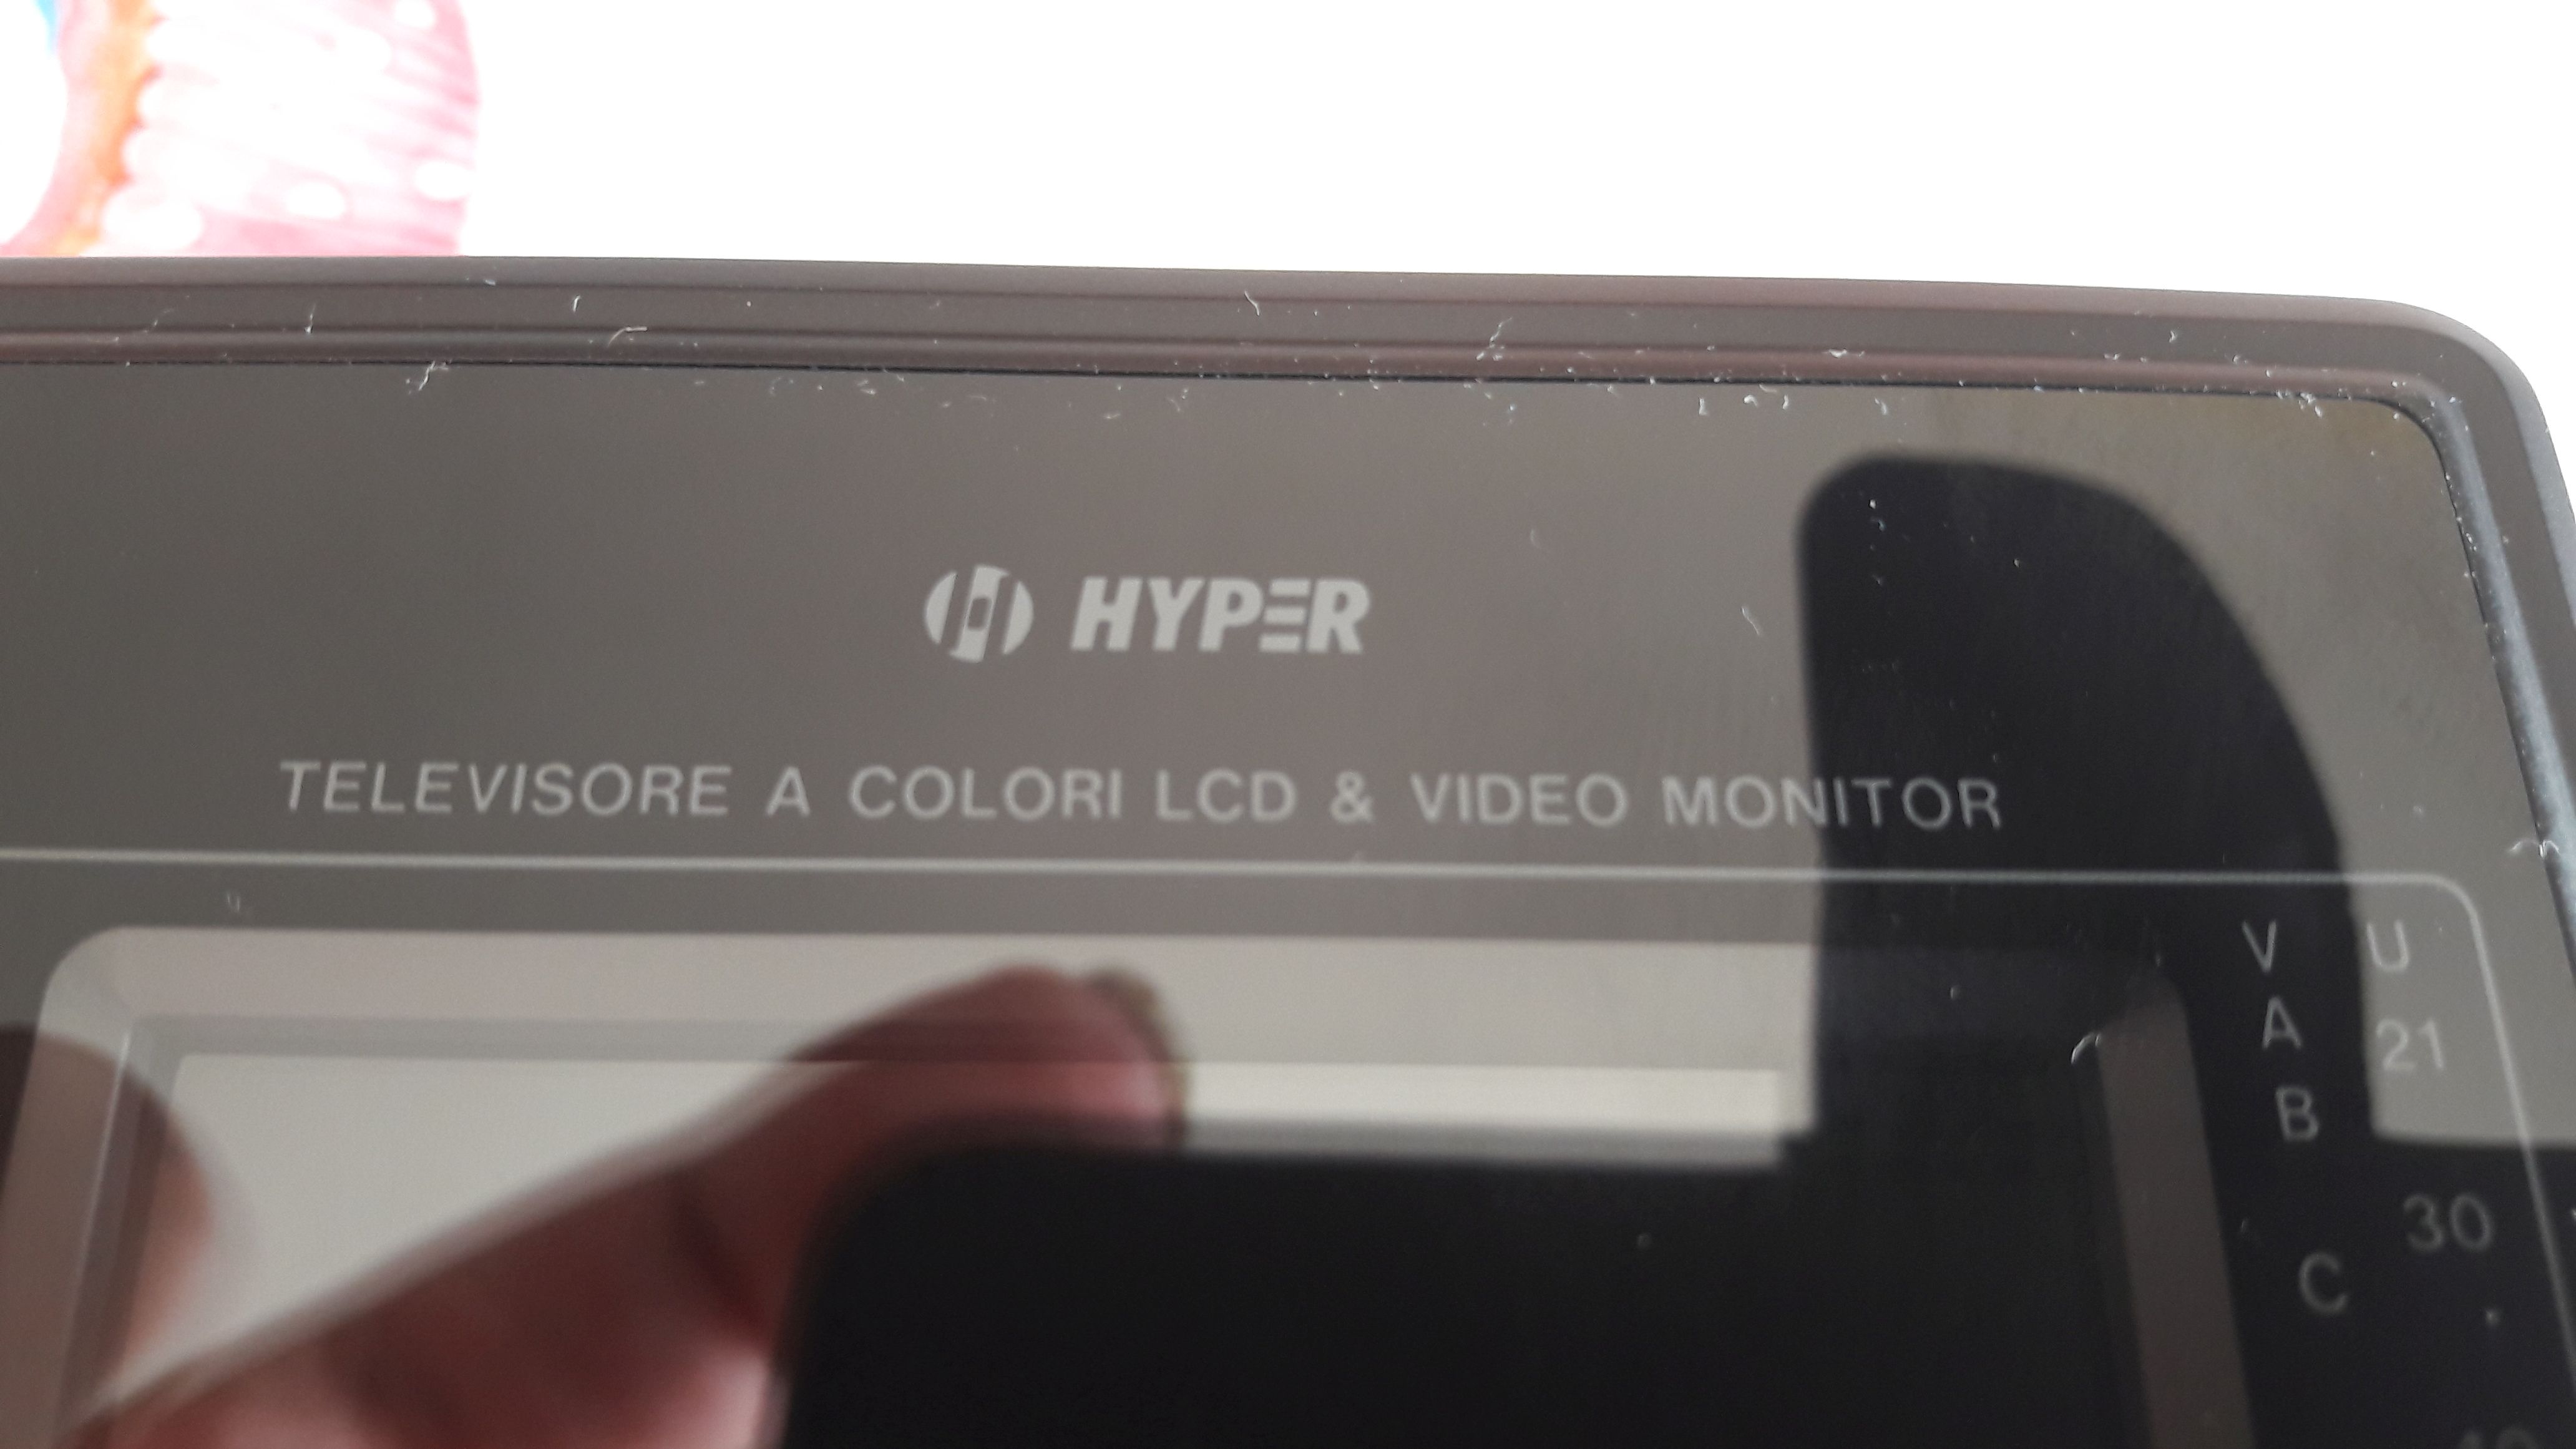 HYPER
TELEVISORE A COLORI LCD & VIDEO MONITOR
V U
A 21
B
30
C